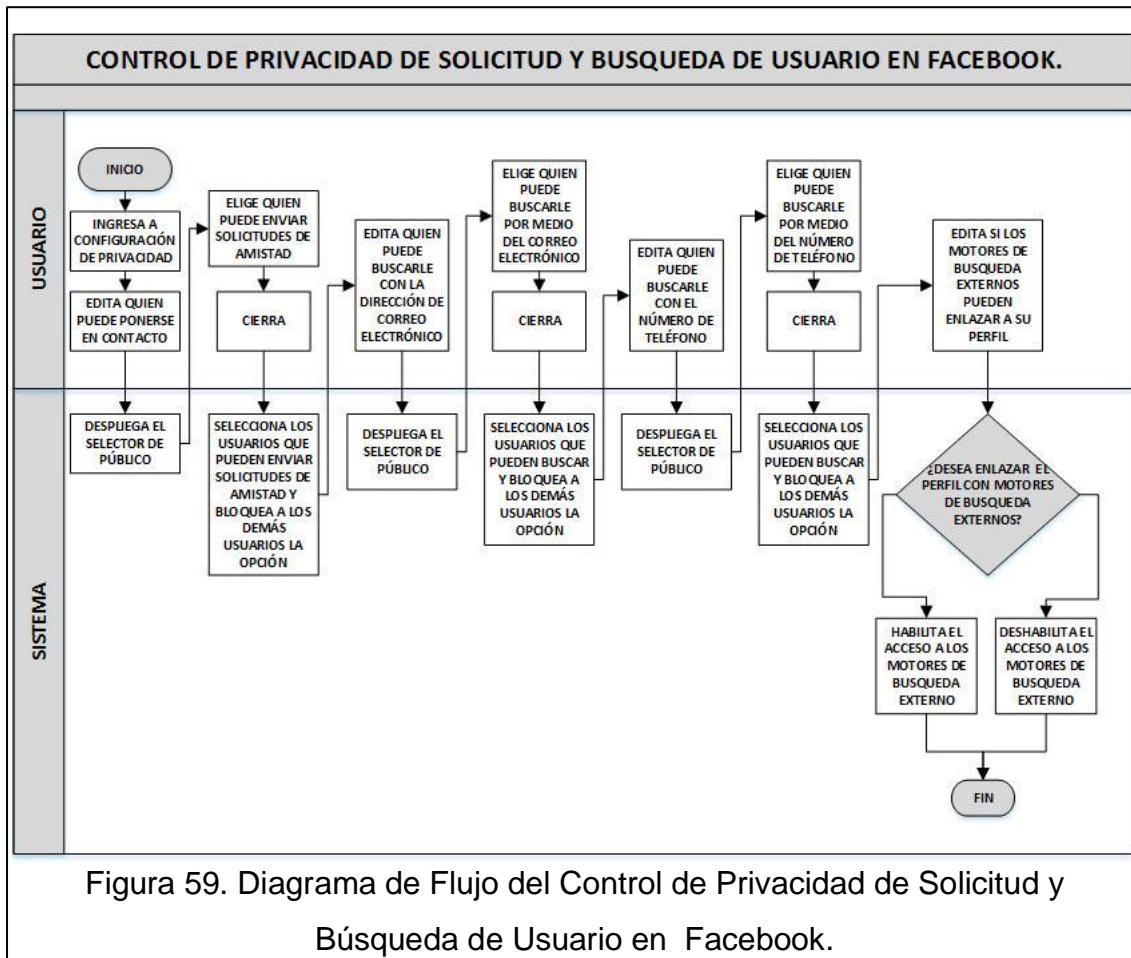 CONTROL DE PRIVACIDAD DE SOLICITUD Y BUSQUEDA DE USUARIO EN FACEBOOK.
USUARIO
INICIO
INGRESA A
CONFIGURACIÓN
DE PRIVACIDAD
EDITA QUIEN
PUEDE PONERSE
EN CONTACTO
ELIGE QUIEN
PUEDE ENVIAR
SOLICITUDES DE
AMISTAD
CIERRA
EDITA QUIEN
PUEDE
BUSCARLE
CON LA
DIRECCIÓN DE
CORREO
ELECTRÓNICO
ELIGE QUIEN
PUEDE
BUSCARLE
POR MEDIO
DEL CORREO
ELECTRÓNICO
CIERRA
EDITA QUIEN
PUEDE
BUSCARLE
CON EL
NÚMERO DE
TELÉFONO
ELIGE QUIEN
PUEDE
BUSCARLE
POR MEDIO
DEL NÚMERO
DE TELÉFONO
CIERRA
EDITA SI LOS
MOTORES DE
BUSQUEDA
EXTERNOS
PUEDEN
ENLAZAR A SU
PERFIL
SISTEMA
DESPLIEGA EL
SELECTOR DE
PÚBLICO
SELECCIONA LOS
USUARIOS QUE
PUEDEN ENVIAR
SOLICITUDES DE
AMISTAD Y
BLOQUEA A LOS
DEMÁS
USUARIOS LA
OPCIÓN
DESPLIEGA EL
SELECTOR DE
PÚBLICO
SELECCIONA LOS
USUARIOS QUE
PUEDEN BUSCAR
Y BLOQUEA A
LOS DEMÁS
USUARIOS LA
OPCIÓN
DESPLIEGA EL
SELECTOR DE
PÚBLICO
SELECCIONA LOS
USUARIOS QUE
PUEDEN BUSCAR
Y BLOQUEA A
LOS DEMÁS
USUARIOS LA
OPCIÓN
¿DESEA ENLAZAR EL
PERFIL CON MOTORES
DE BUSQUEDA
EXTERNOS?
HABILITA EL
ACCESO A LOS
MOTORES DE
BUSQUEDA
EXTERNO
DESHABILITA EL
ACCESO A LOS
MOTORES DE
BUSQUEDA
EXTERNO
FIN
Figura 59. Diagrama de Flujo del Control de Privacidad de Solicitud y
Búsqueda de Usuario en Facebook.